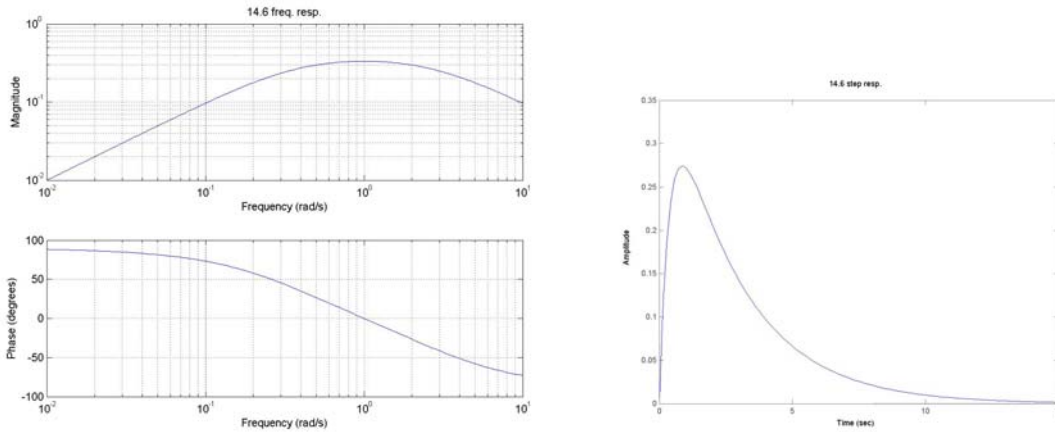 14.6 freq. resp.
10^0
10^-1
10^-2
Magnitude
10^-2 10^-1 10^0 10^1
Frequency (rad/s)
100
50
0
-50
-100
Phase (degrees)
10^-2 10^-1 10^0 10^1
Frequency (rad/s)
14.6 step resp.
0.35
0.3
0.25
0.2
0.15
0.1
0.05
0
Amplitude
0 5 10
Time (sec)